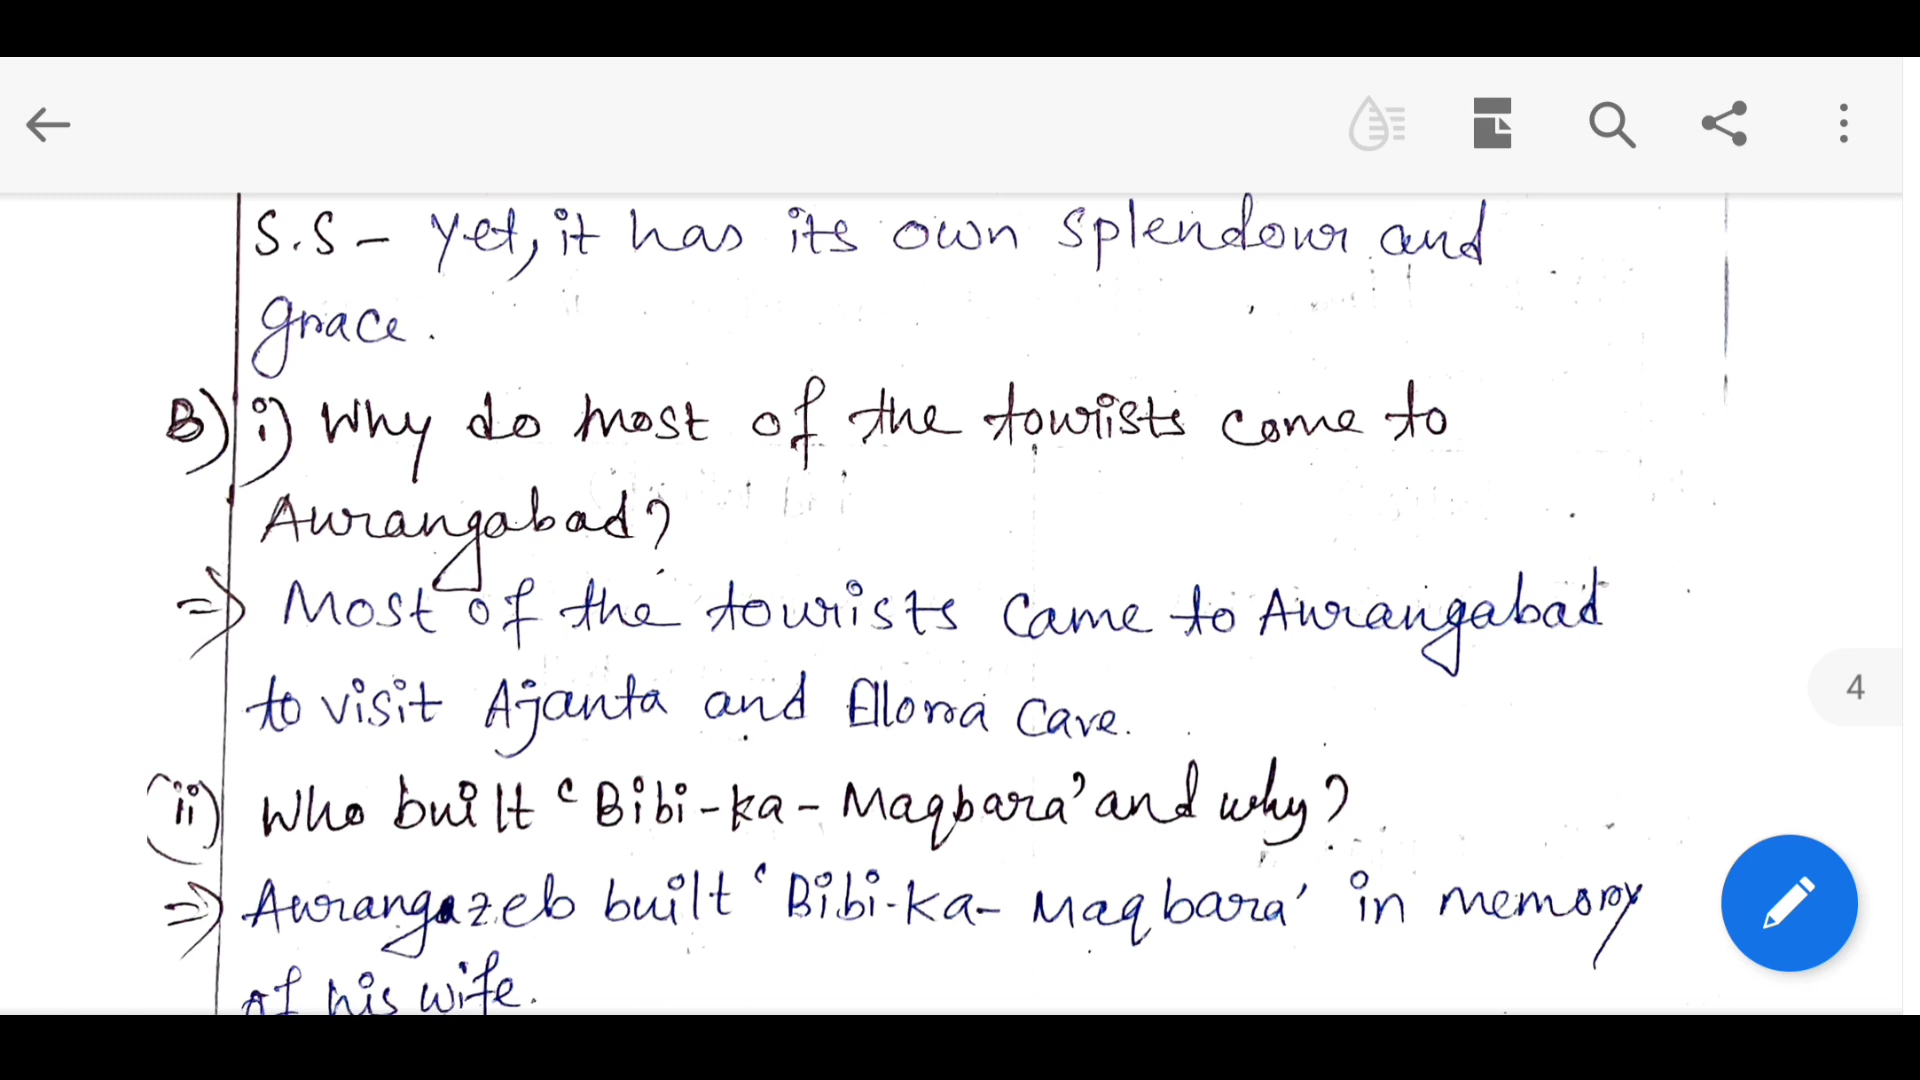 S.S - Yet, it has its own splendour and
grace.
B) i) Why do most of the tourists come to
Aurangabad?
⇒ Most of the tourists came to Aurangabad
to visit Ajanta and Ellora Cave.
(ii) Who built ‘Bibi-ka-Maqbara’ and why?
⇒ Aurangazeb built ‘Bibi-ka-Maqbara’ in memory
of his wife.
4